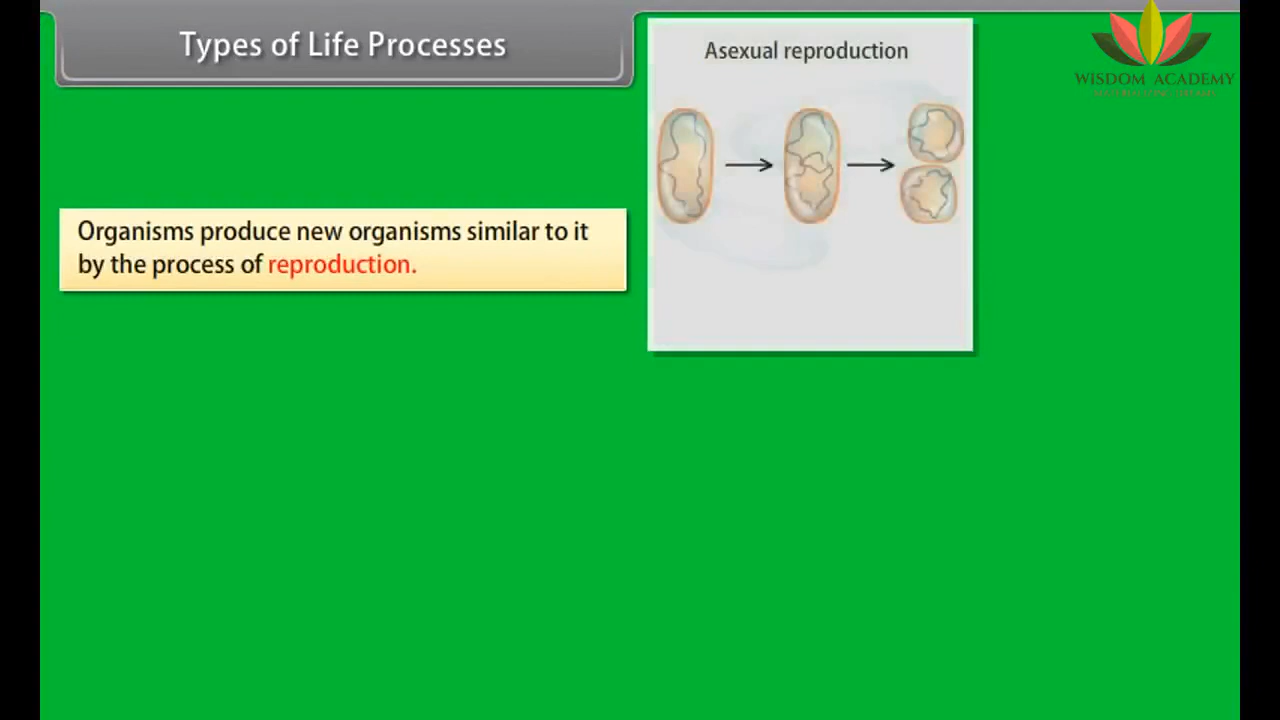 Types of Life Processes
Asexual reproduction
WISDOM ACADEMY
Organisms produce new organisms similar to it
by the process of reproduction.